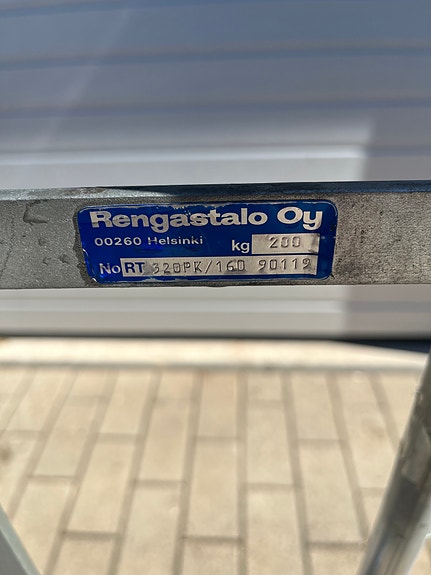 Rengastalo Oy
00260 Helsinki kg 200
No RT 320PK/160 90119